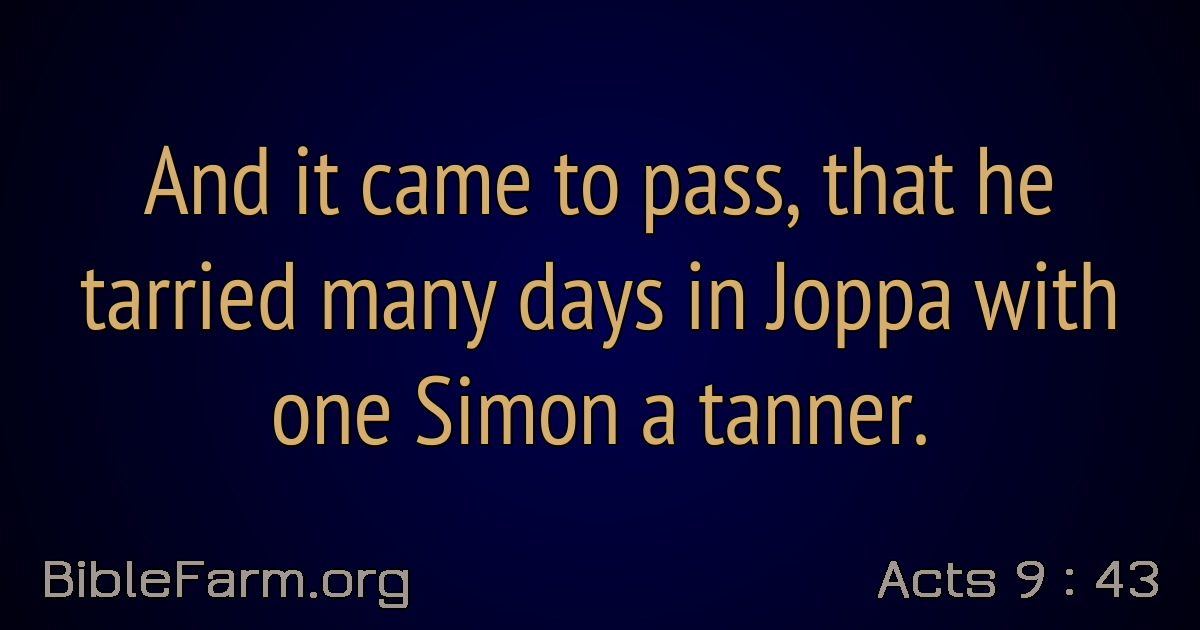 And it came to pass, that he
tarried many days in Joppa with
one Simon a tanner.
BibleFarm.org
Acts 9 : 43